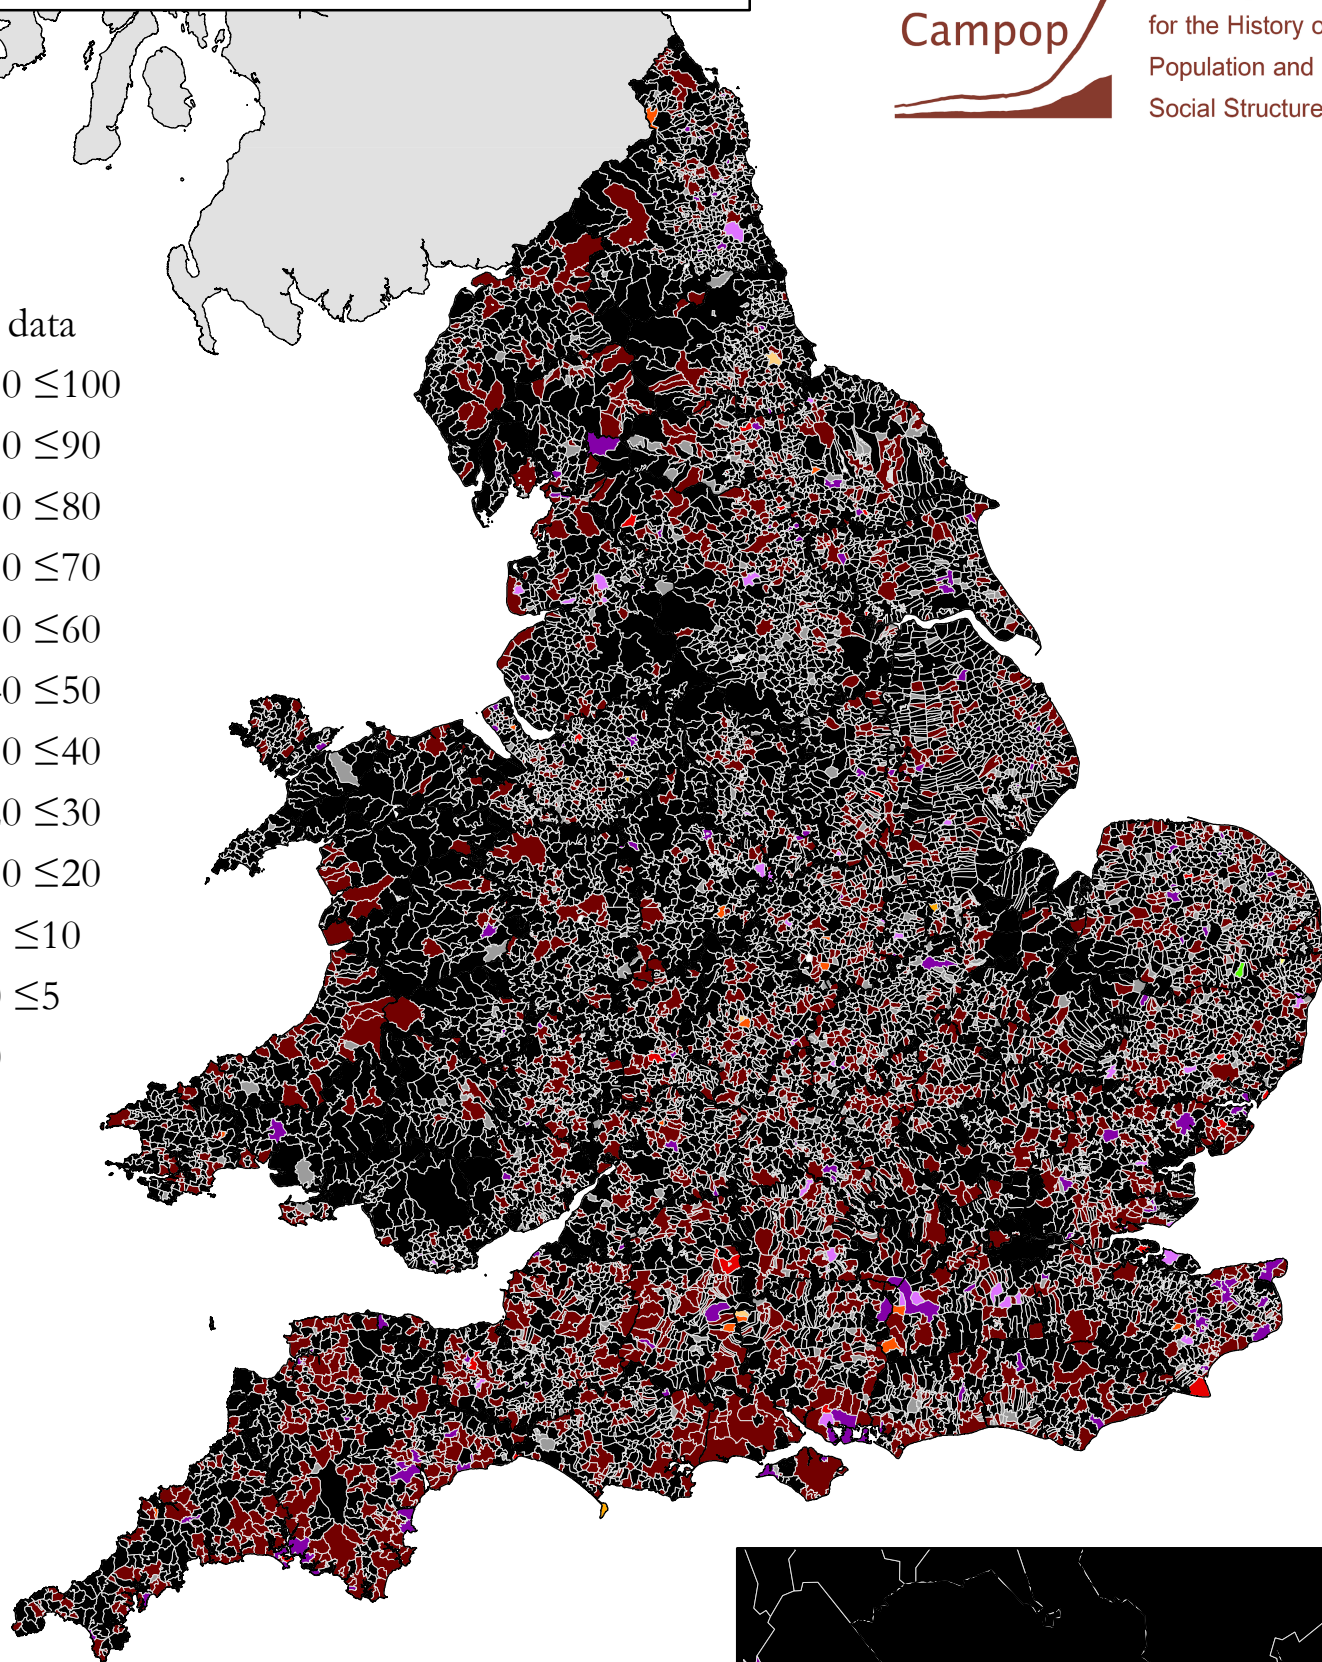 Campop
for the History o
Population and
Social Structure
data
0 ≤100
0 ≤90
0 ≤80
0 ≤70
0 ≤60
0 ≤50
0 ≤40
0 ≤30
0 ≤20
≤10
≤5